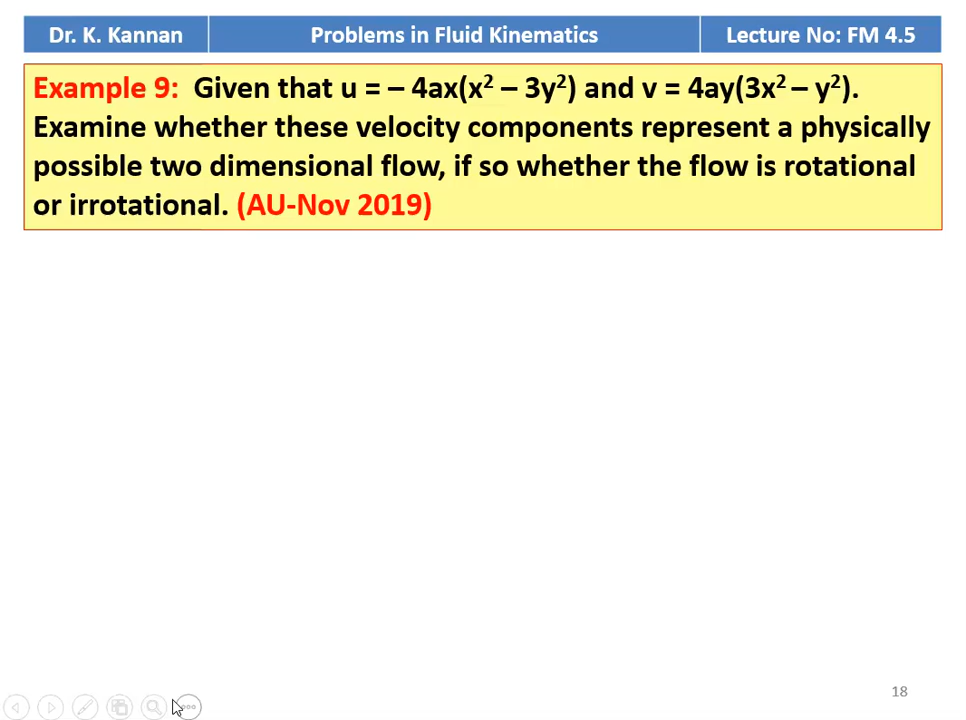 Dr. K. Kannan Problems in Fluid Kinematics Lecture No: FM 4.5
Example 9: Given that u = – 4ax(x² – 3y²) and v = 4ay(3x² – y²).
Examine whether these velocity components represent a physically
possible two dimensional flow, if so whether the flow is rotational
or irrotational. (AU-Nov 2019)
18